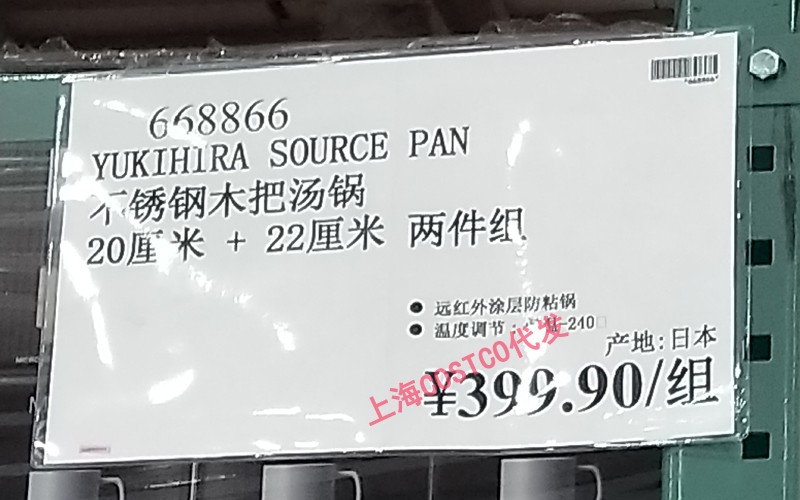 668866
YUKIHIRA SOURCE PAN
不锈钢木把汤锅
20厘米 + 22厘米 两件组
● 远红外涂层防粘锅
● 温度调节: -240□
产地:日本
上海COSTCO代发
¥399.90/组